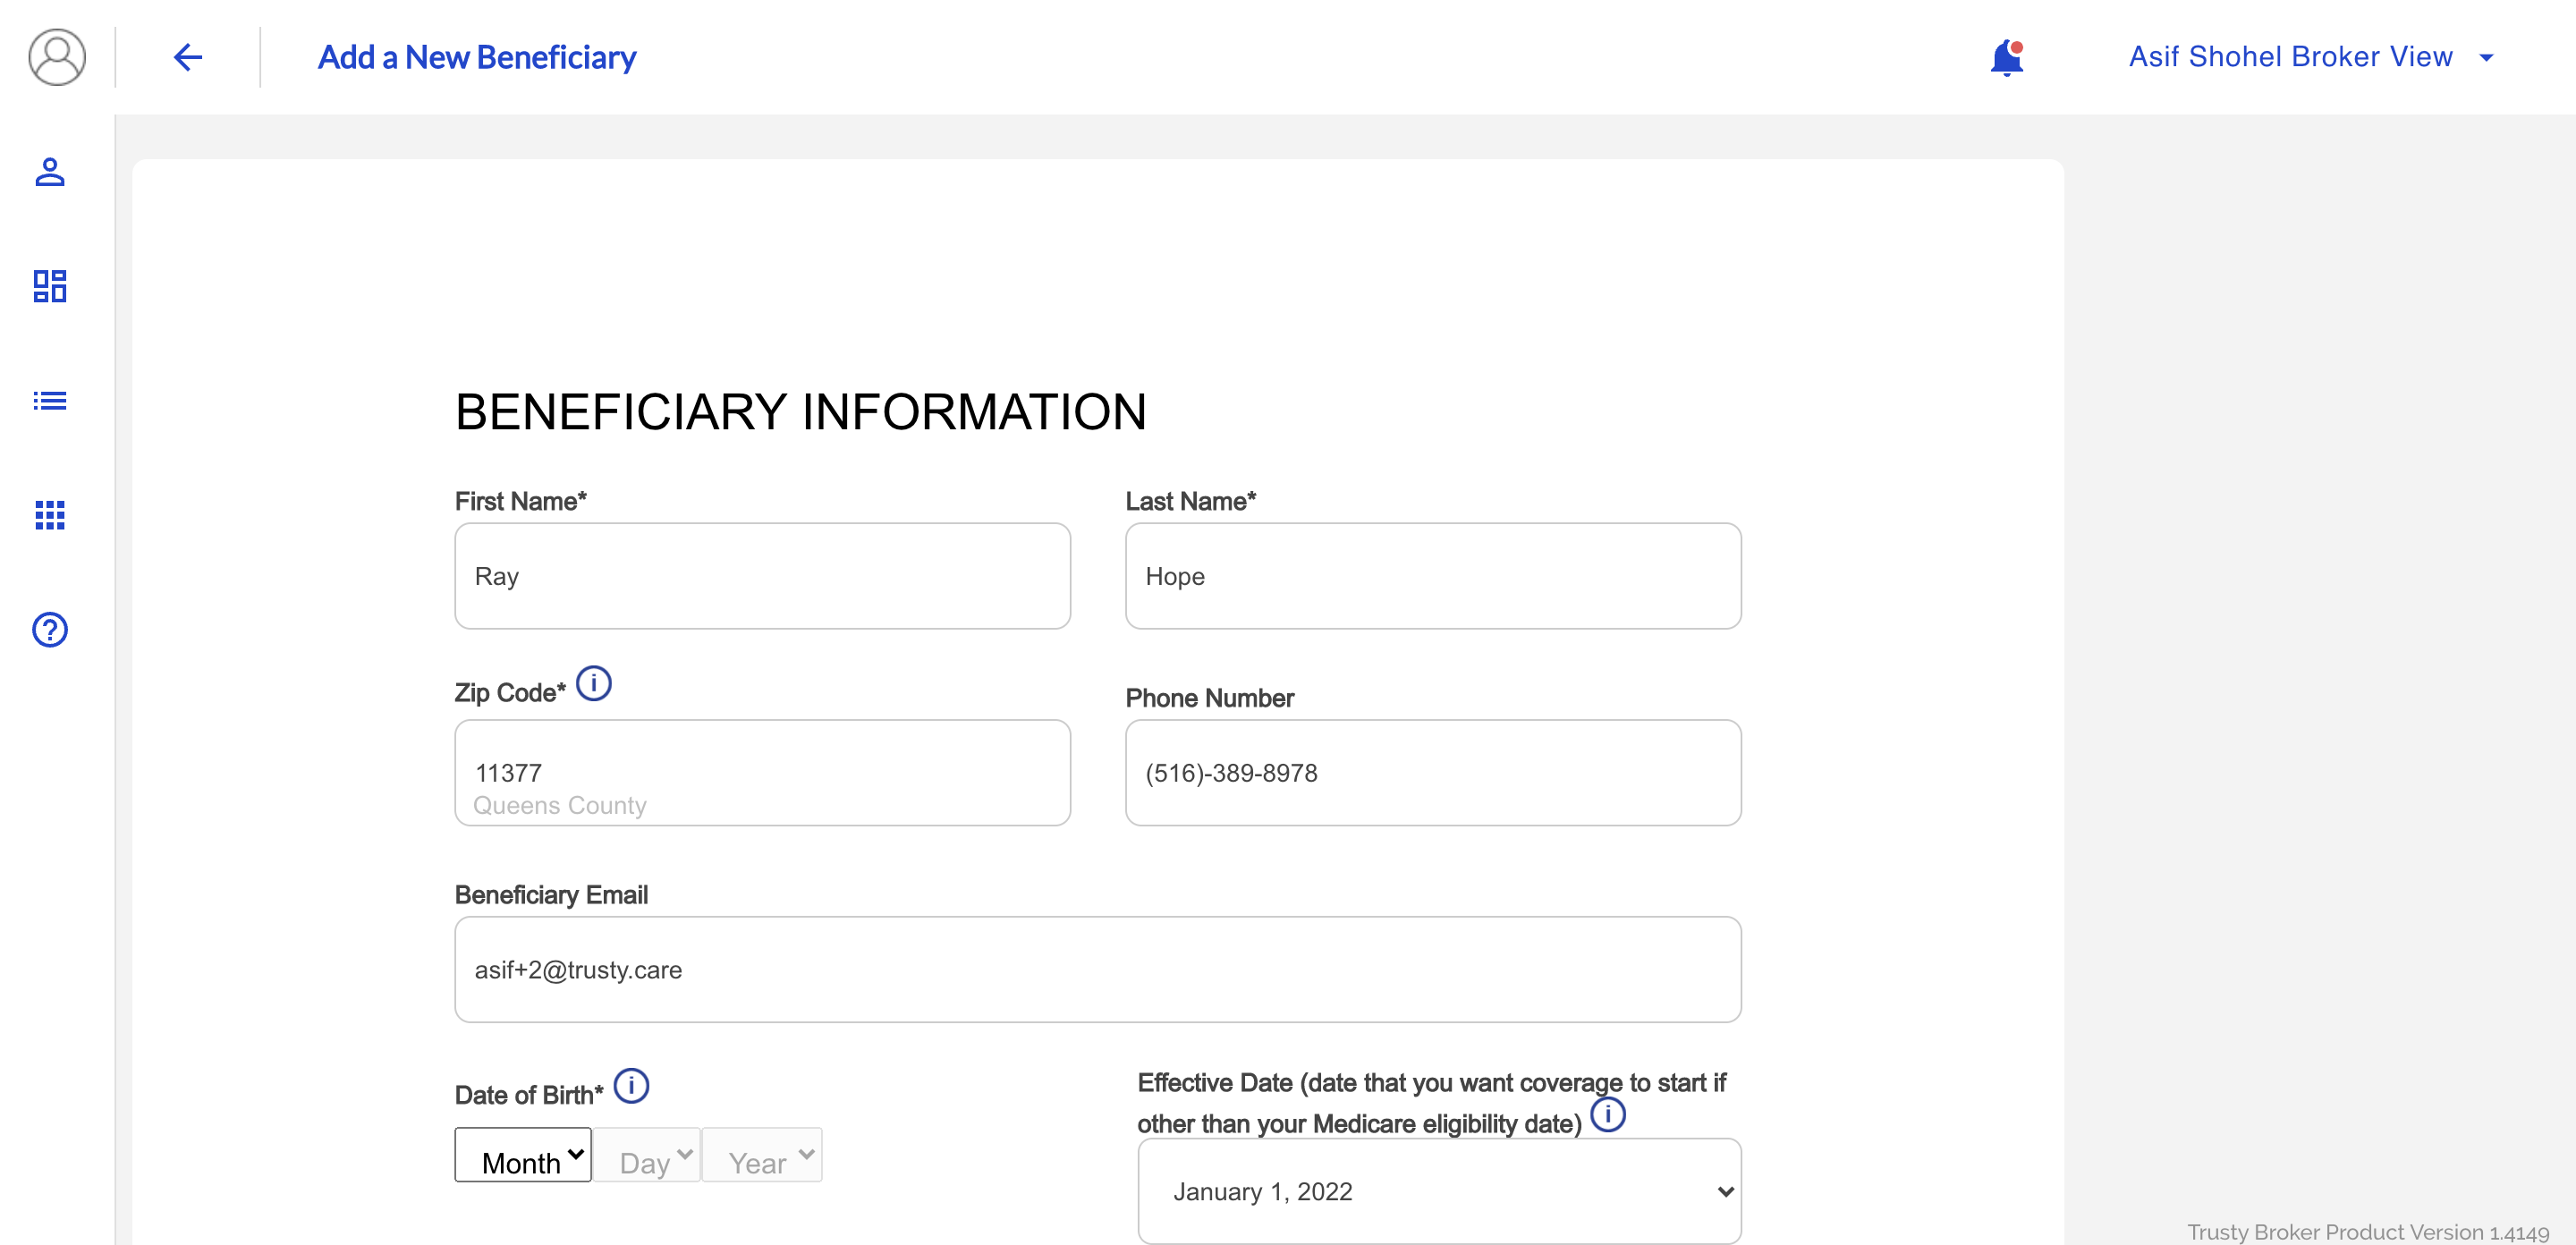 Add a New Beneficiary
Asif Shohel Broker View
BENEFICIARY INFORMATION
First Name*
Last Name*
Ray
Hope
Zip Code*
Phone Number
11377
Queens County
(516)-389-8978
Beneficiary Email
asif+2@trusty.care
Date of Birth*
Effective Date (date that you want coverage to start if
other than your Medicare eligibility date)
Month
Day
Year
January 1, 2022
Trusty Broker Product Version 1.4149